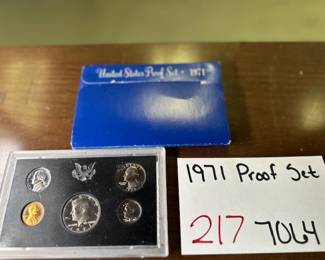 United States Proof Set - 1971
1971 Proof Set
217 7064